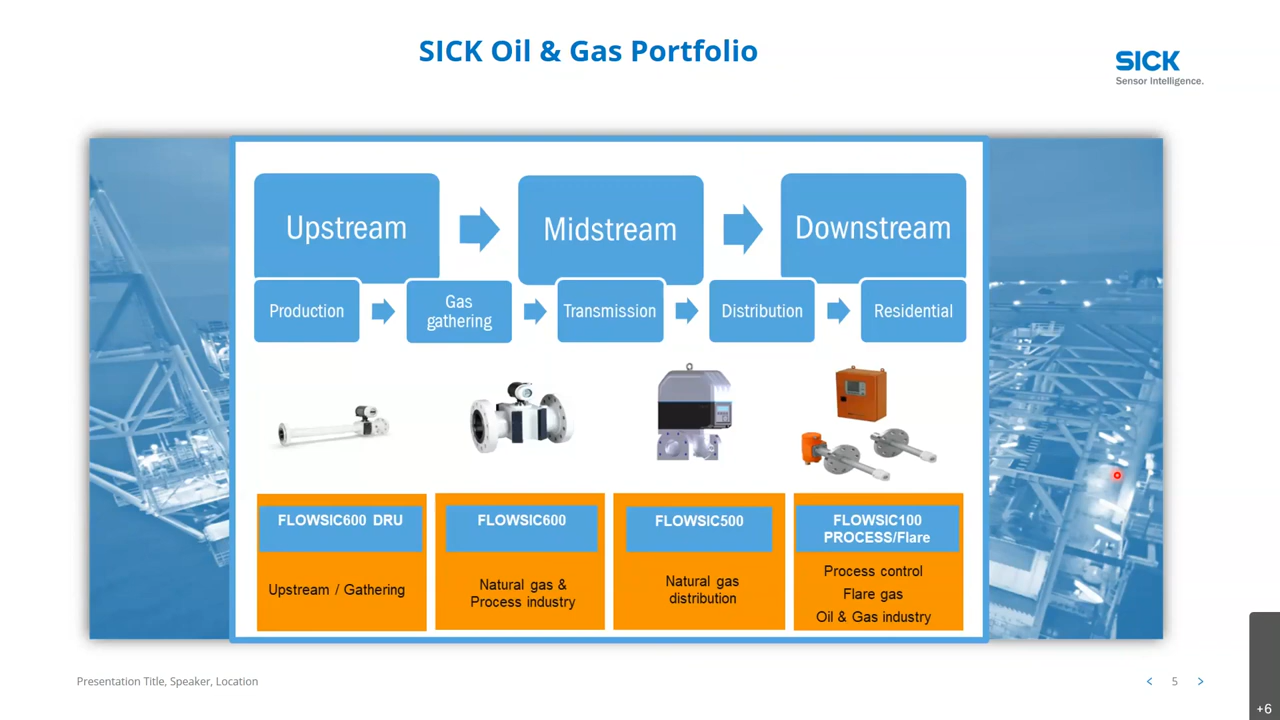 SICK Oil & Gas Portfolio
SICK
Sensor Intelligence.
Upstream
Midstream
Downstream
Production
Gas
gathering
Transmission
Distribution
Residential
FLOWSIC600 DRU
Upstream / Gathering
FLOWSIC600
Natural gas &
Process industry
FLOWSIC500
Natural gas
distribution
FLOWSIC100
PROCESS/Flare
Process control
Flare gas
Oil & Gas industry
Presentation Title, Speaker, Location
5
+6